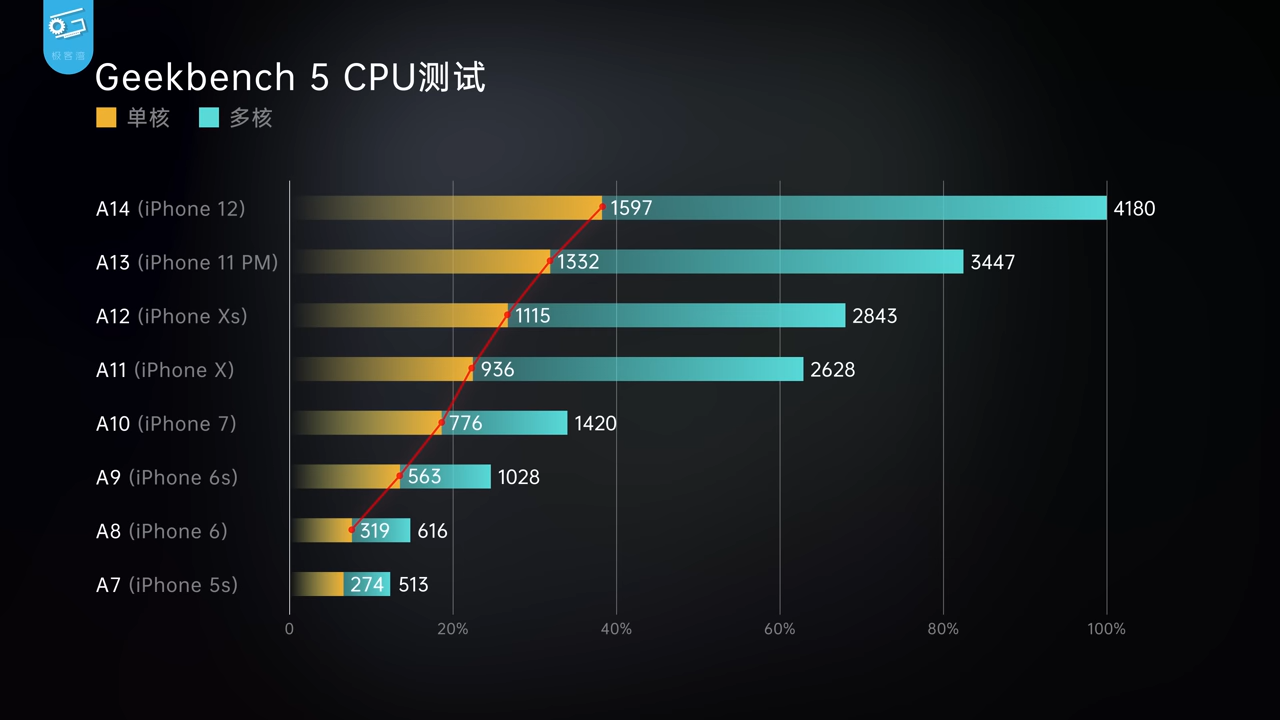 极客湾
Geekbench 5 CPU测试
单核 多核
A14 (iPhone 12) 1597 4180
A13 (iPhone 11 PM) 1332 3447
A12 (iPhone Xs) 1115 2843
A11 (iPhone X) 936 2628
A10 (iPhone 7) 776 1420
A9 (iPhone 6s) 563 1028
A8 (iPhone 6) 319 616
A7 (iPhone 5s) 274 513
0 20% 40% 60% 80% 100%